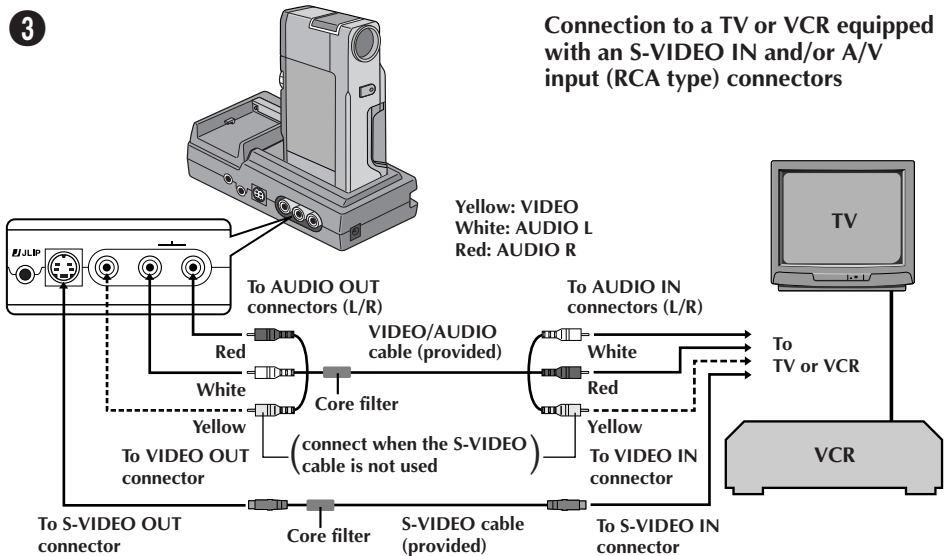 3
Connection to a TV or VCR equipped
with an S-VIDEO IN and/or A/V
input (RCA type) connectors
Yellow: VIDEO
White: AUDIO L
Red: AUDIO R
TV
JLIP
To AUDIO OUT
connectors (L/R)
To AUDIO IN
connectors (L/R)
VIDEO/AUDIO
cable (provided)
Red
White
To
TV or VCR
White
Core filter
Red
Yellow
Yellow
(connect when the S-VIDEO
cable is not used)
To VIDEO OUT
connector
To VIDEO IN
connector
VCR
To S-VIDEO OUT
connector
Core filter
S-VIDEO cable
(provided)
To S-VIDEO IN
connector